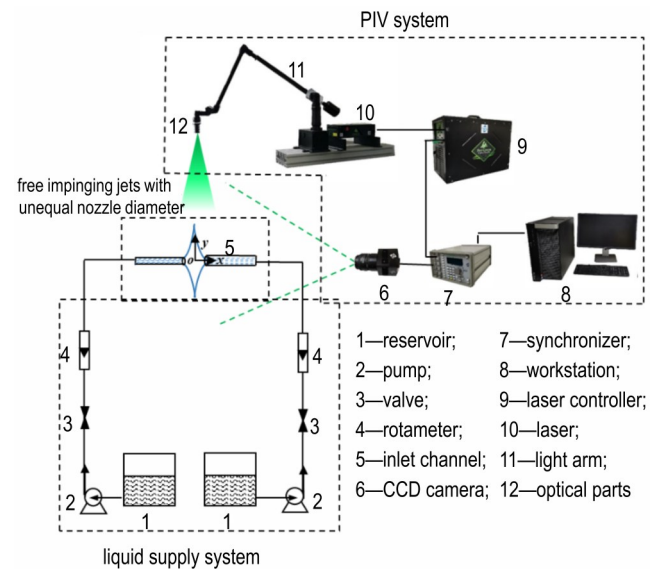 PIV system
11
10
12
9
free impinging jets with
unequal nozzle diameter
y
5
o
x
6
7
8
4
4
3
3
2
2
1
1
1—reservoir;
2—pump;
3—valve;
4—rotameter;
5—inlet channel;
6—CCD camera;
7—synchronizer;
8—workstation;
9—laser controller;
10—laser;
11—light arm;
12—optical parts
liquid supply system